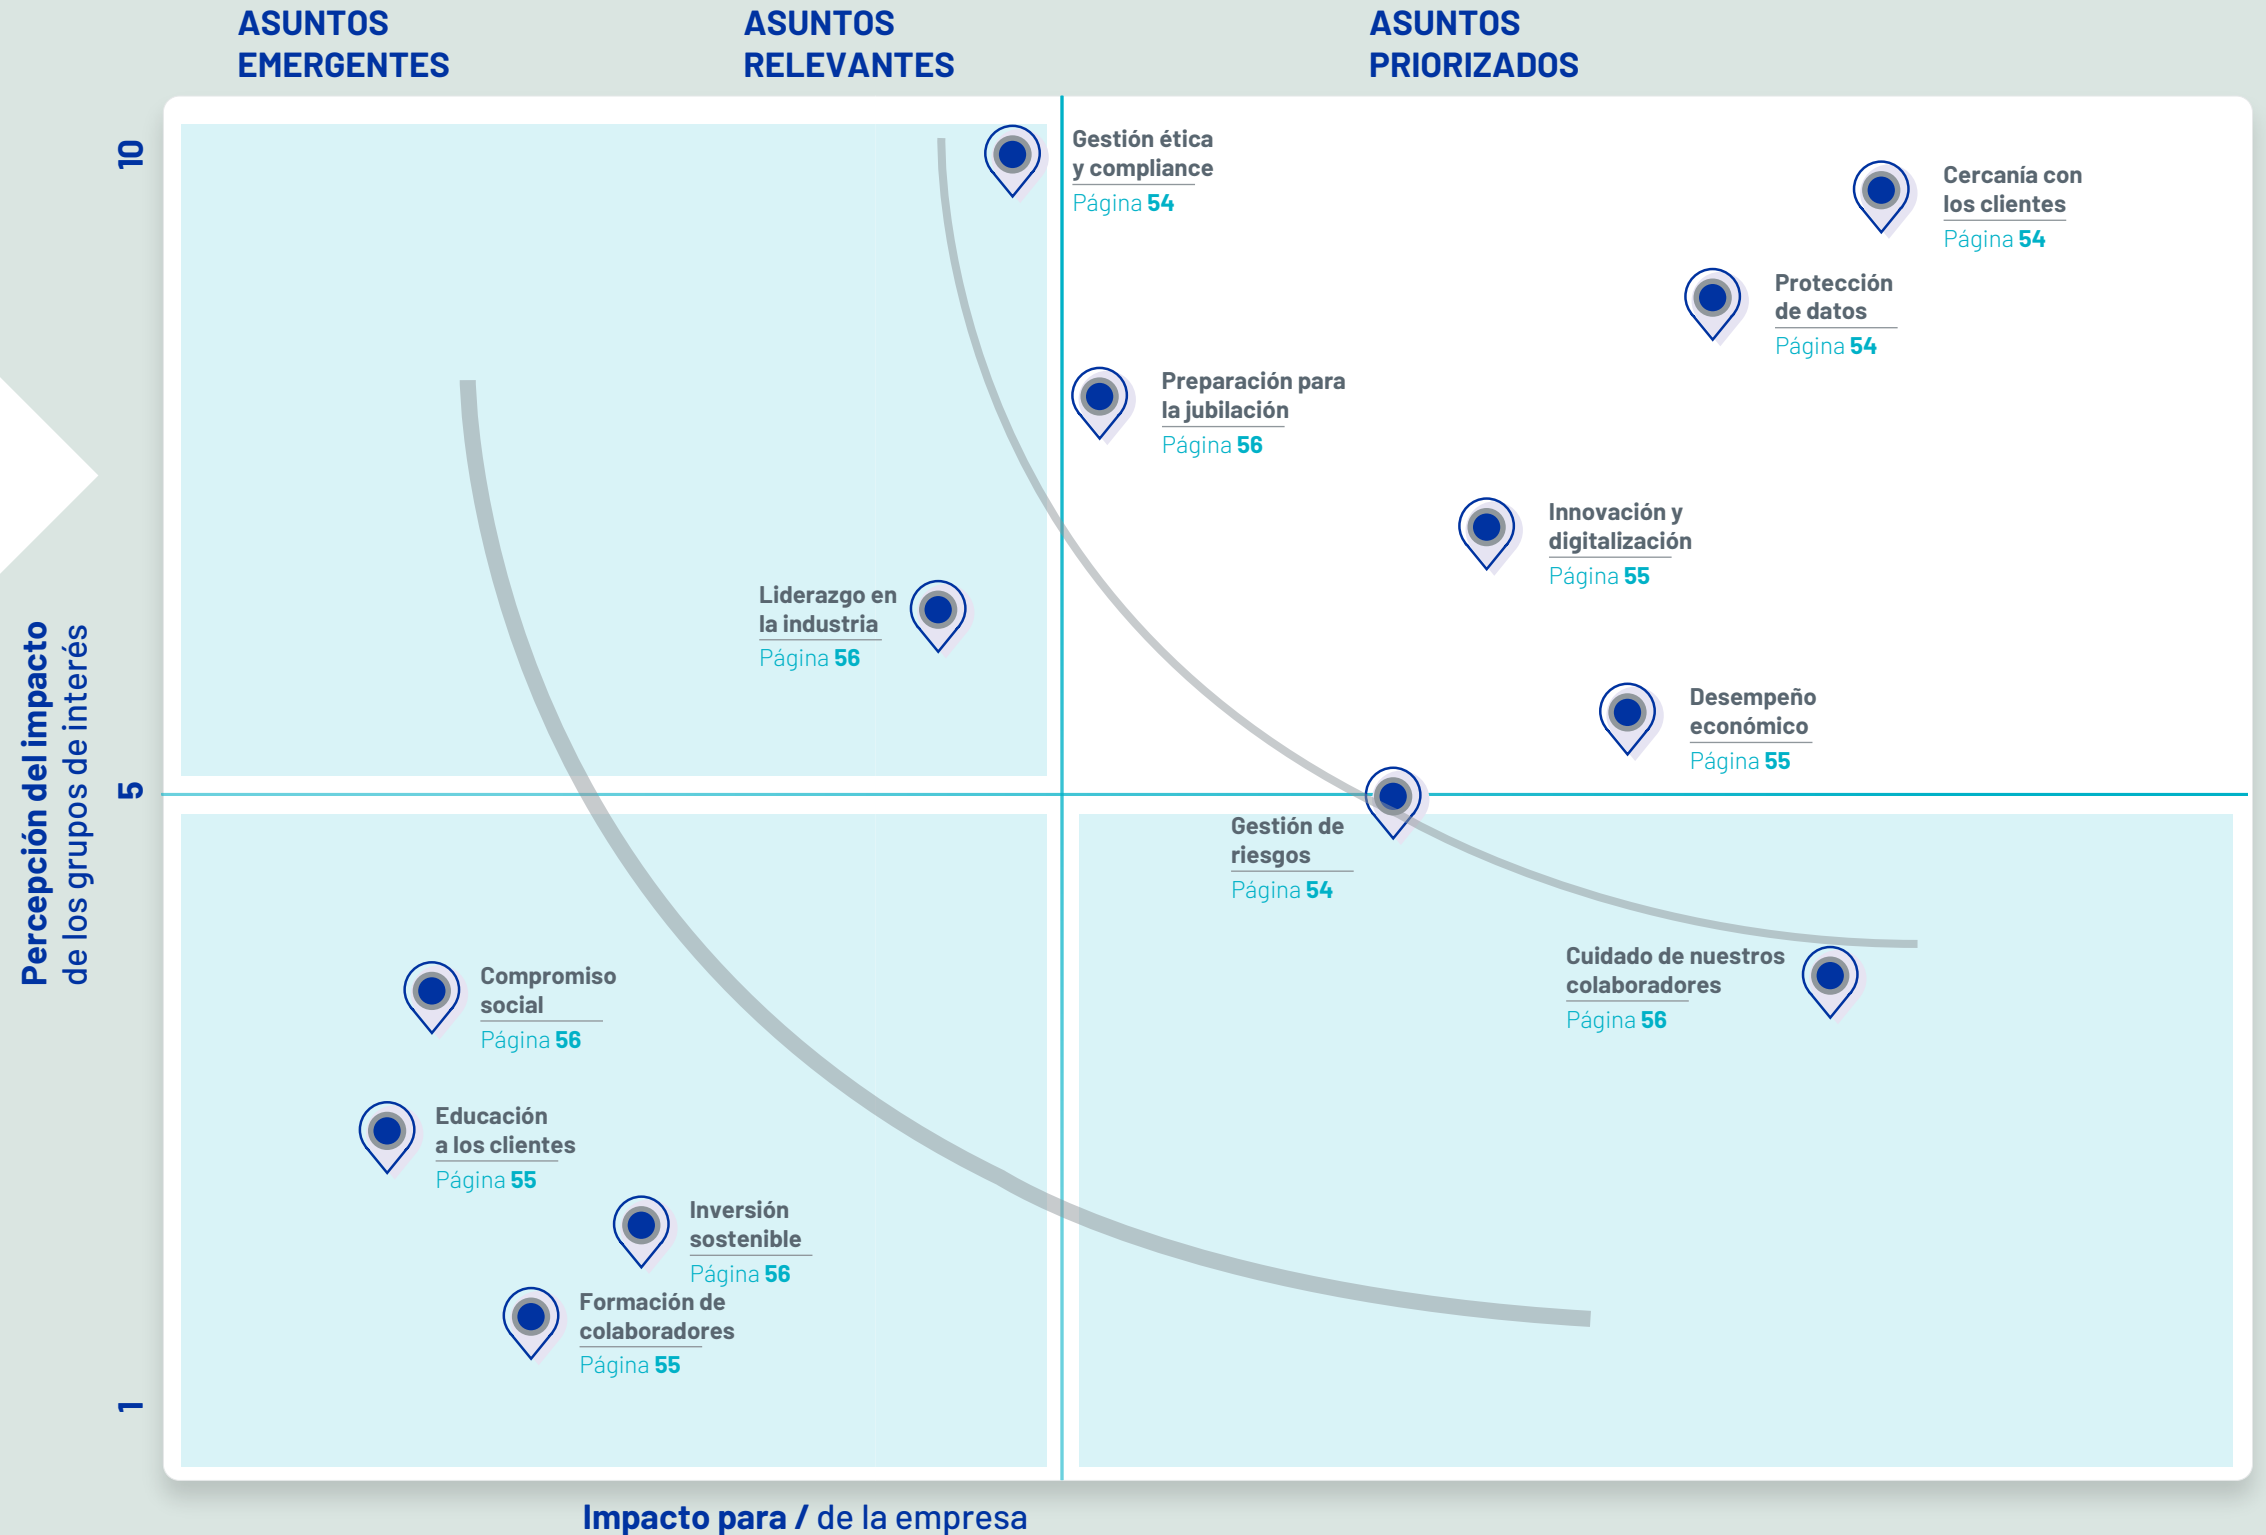 ASUNTOS
EMERGENTES
ASUNTOS
RELEVANTES
ASUNTOS
PRIORIZADOS
10
5
1
Percepción del impacto
de los grupos de interés
Gestión ética
y compliance
Página 54
Cercanía con
los clientes
Página 54
Protección
de datos
Página 54
Preparación para
la jubilación
Página 56
Innovación y
digitalización
Página 55
Liderazgo en
la industria
Página 56
Desempeño
económico
Página 55
Gestión de
riesgos
Página 54
Cuidado de nuestros
colaboradores
Página 56
Compromiso
social
Página 56
Educación
a los clientes
Página 55
Inversión
sostenible
Página 56
Formación de
colaboradores
Página 55
Impacto para / de la empresa